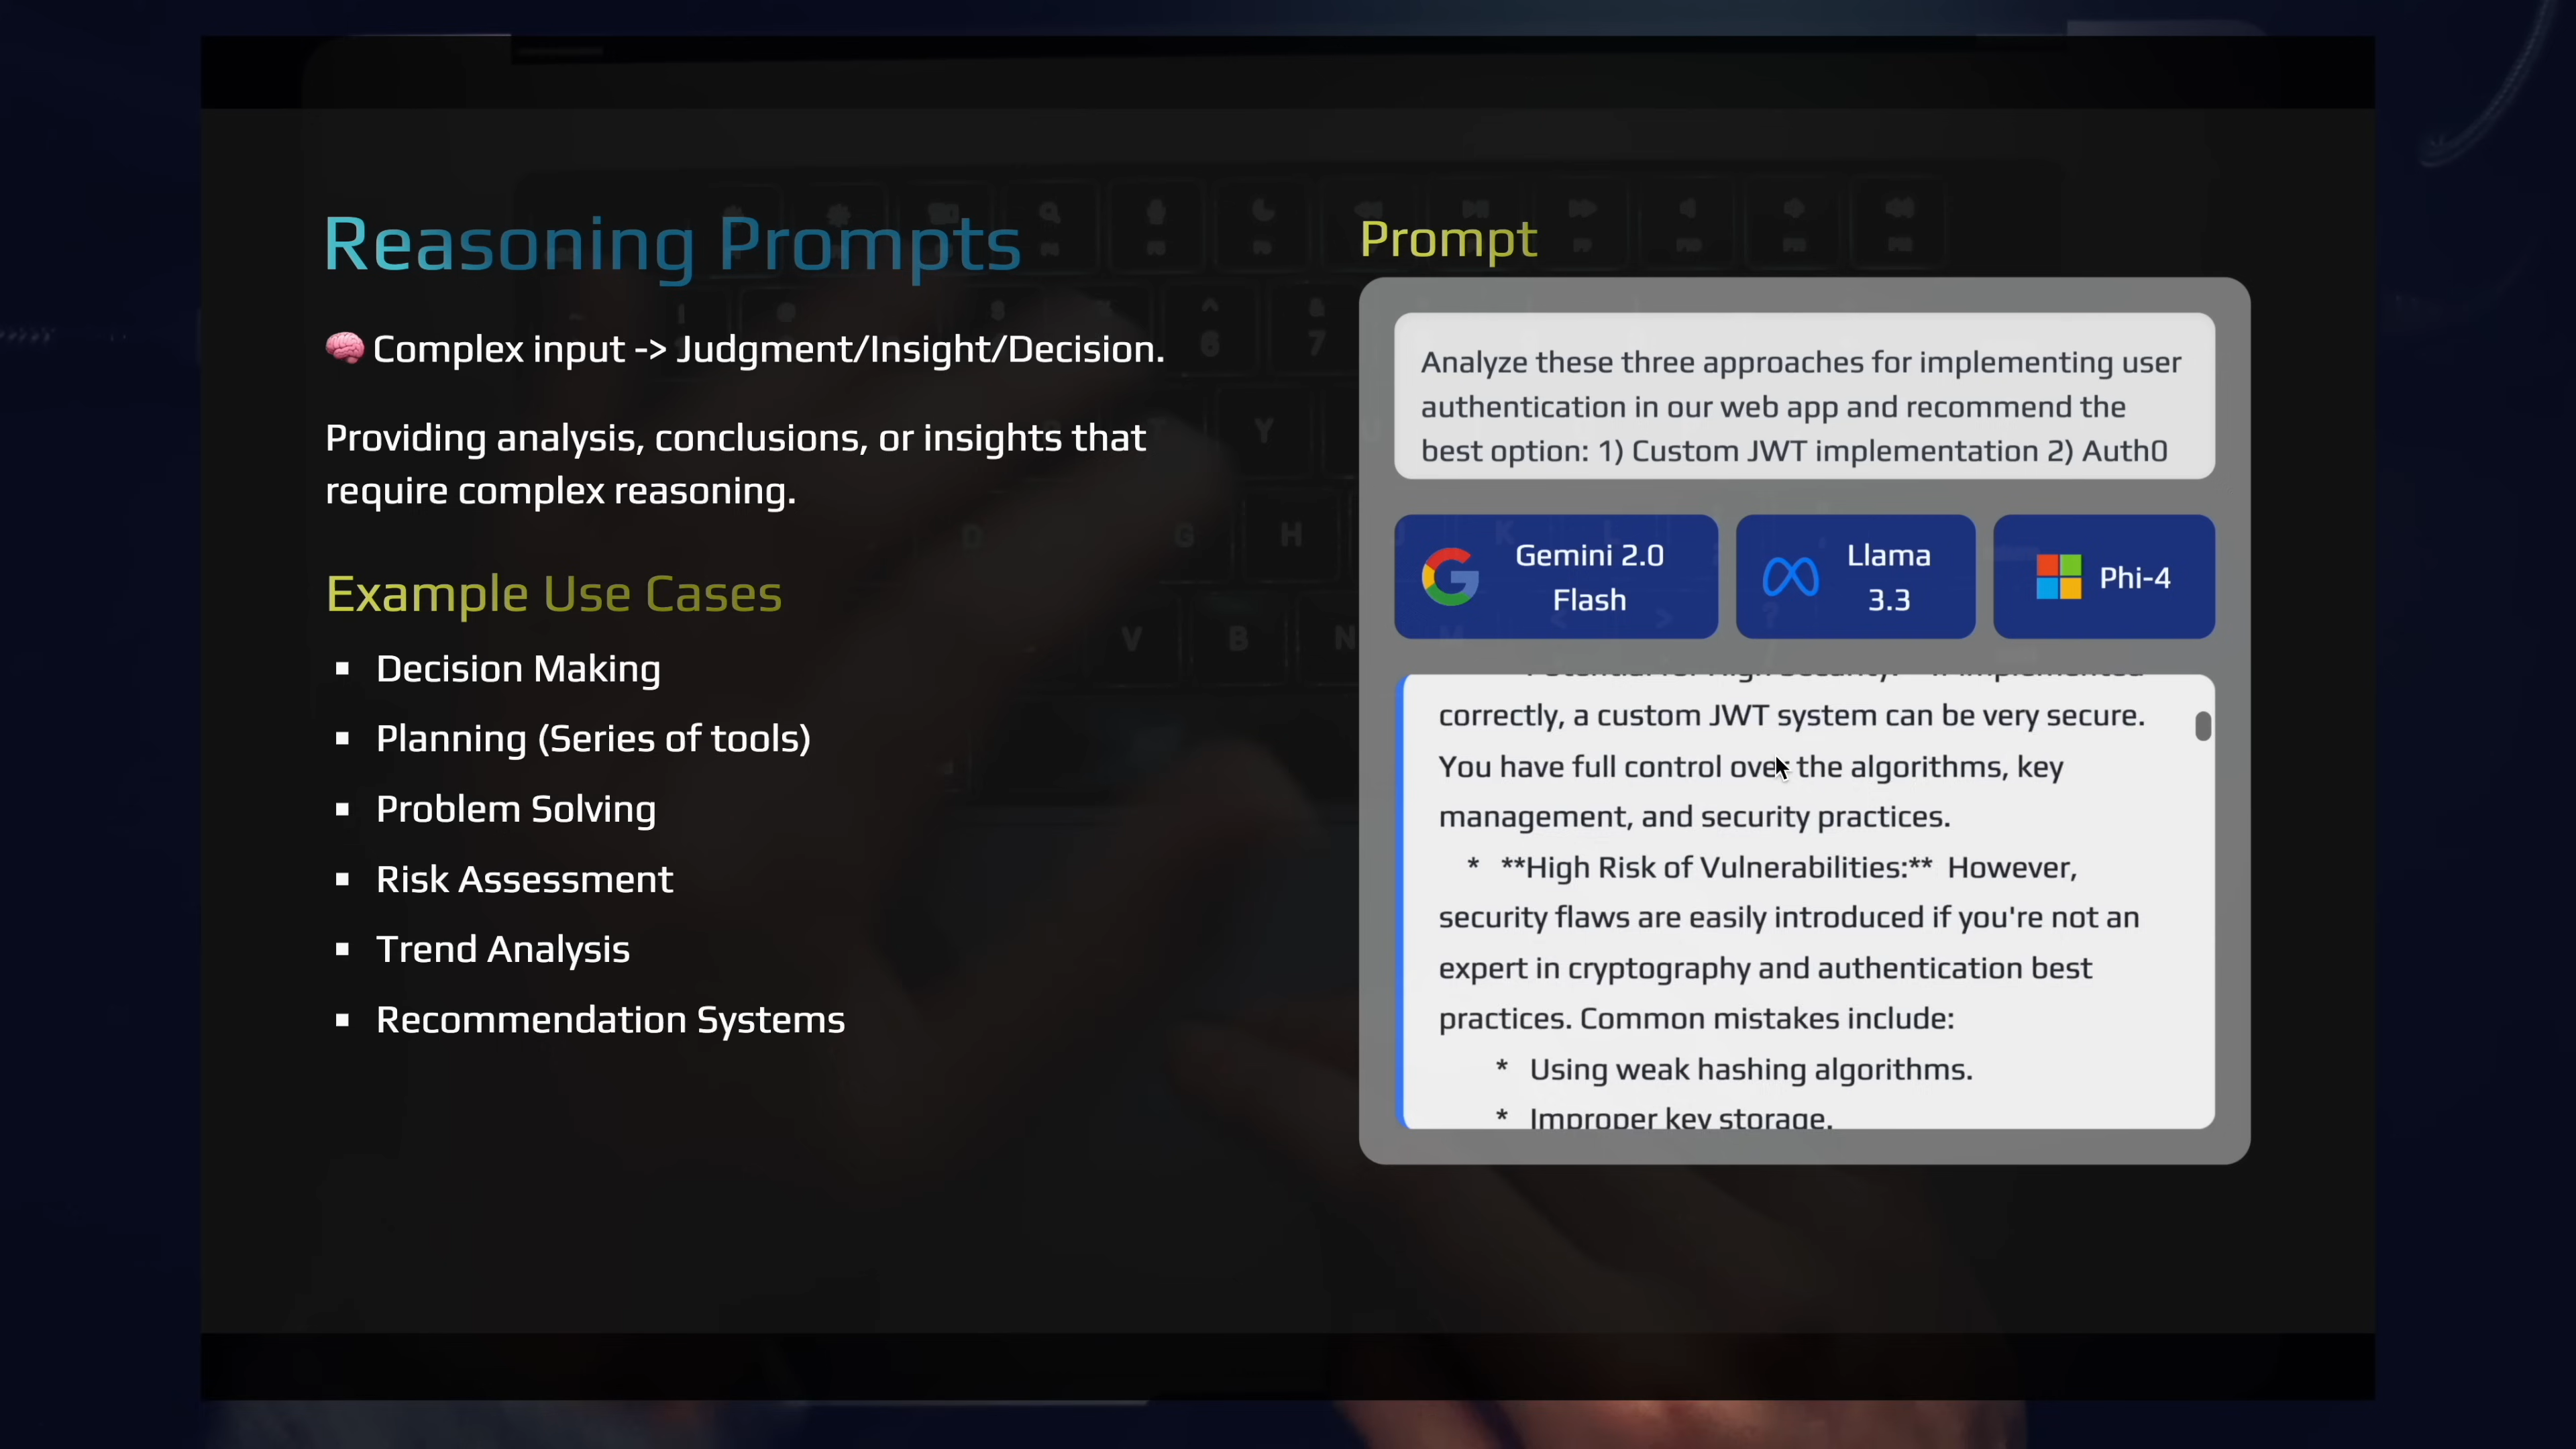 Reasoning Prompts
🧠 Complex input -> Judgment/Insight/Decision.
Providing analysis, conclusions, or insights that
require complex reasoning.
Example Use Cases
▪ Decision Making
▪ Planning (Series of tools)
▪ Problem Solving
▪ Risk Assessment
▪ Trend Analysis
▪ Recommendation Systems
Prompt
Analyze these three approaches for implementing user
authentication in our web app and recommend the
best option: 1) Custom JWT implementation 2) Auth0
Gemini 2.0
Flash
Llama
3.3
Phi-4
correctly, a custom JWT system can be very secure.
You have full control over the algorithms, key
management, and security practices.
* **High Risk of Vulnerabilities:** However,
security flaws are easily introduced if you're not an
expert in cryptography and authentication best
practices. Common mistakes include:
* Using weak hashing algorithms.
* Improper key storage.